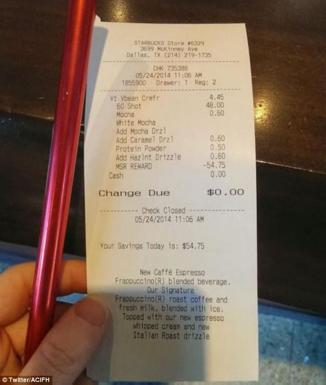 STARBUCKS Store #6329
3699 McKinney Ave
Dallas, TX (214) 219-1735
CHK 735388
05/24/2014 11:06 AM
1855900 Drawer: 1 Reg: 2
Vt Vbean Crmfr 4.45
60 Shot 48.00
Mocha 0.60
White Mocha
Add Mocha Drzl
Add Caramel Drzl 0.60
Protein Powder 0.50
Add Hazlnt Drizzle 0.60
MSR REWARD -54.75
Cash 0.00
Change Due $0.00
Check Closed
05/24/2014 11:06 AM
Your Savings Today is: $54.75
New Caffè Espresso
Frappuccino(R) blended beverage.
Our Signature
Frappuccino(R) roast coffee and
fresh milk, blended with ice.
Topped with our new espresso
whipped cream and new
Italian Roast drizzle
© Twitter/ACIFH